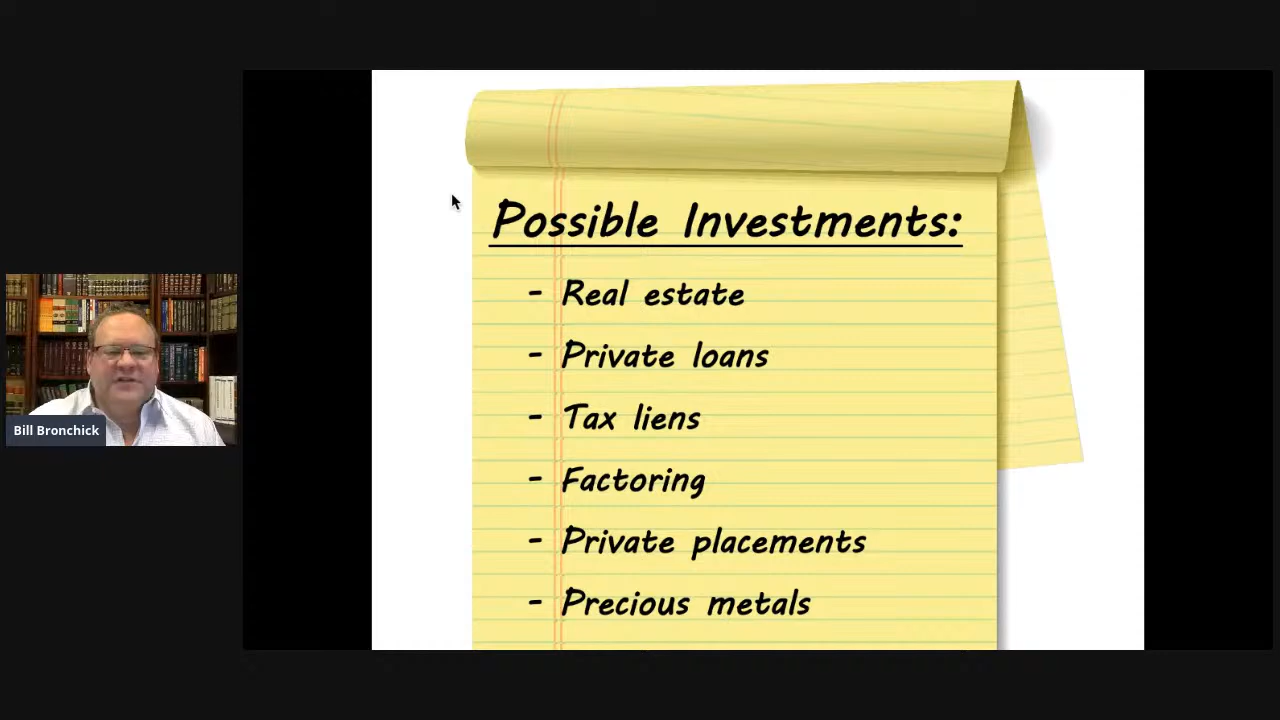 Possible Investments:
- Real estate
- Private loans
- Tax liens
- Factoring
- Private placements
- Precious metals
Bill Bronchick